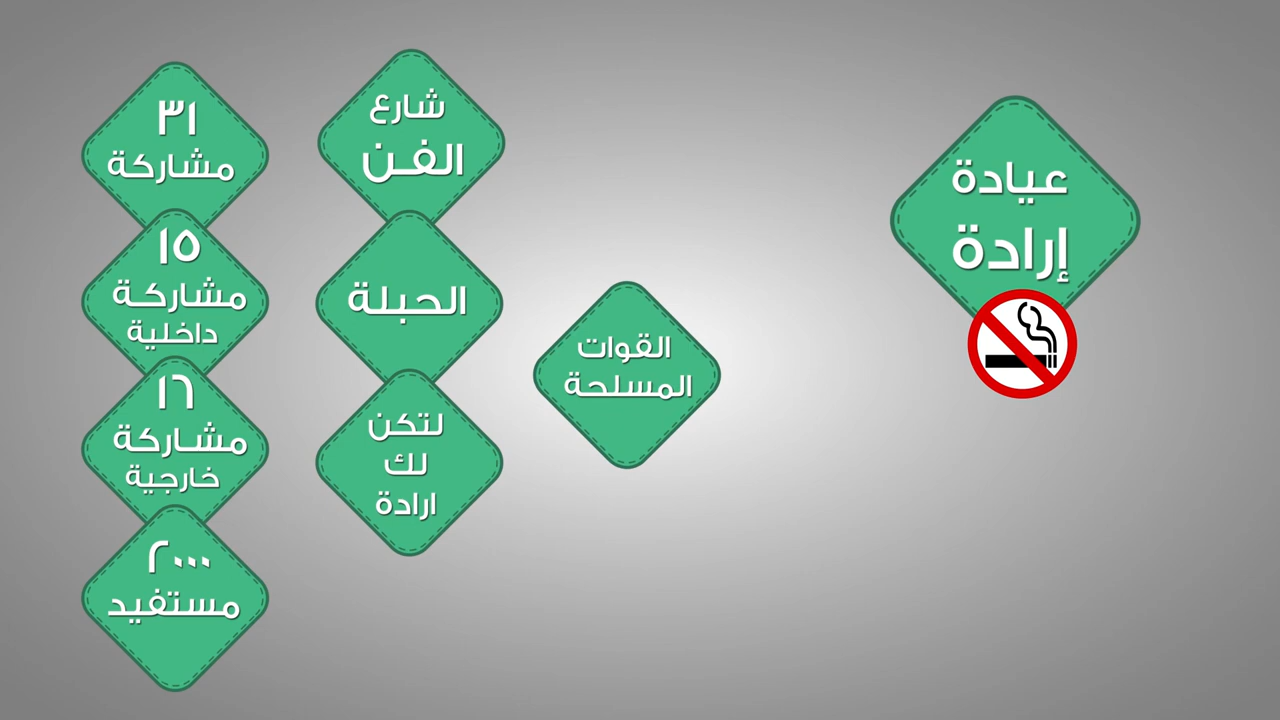 عيادة
إرادة
القوات
المسلحة
شارع
الفن
الحبلة
لتكن
لك
ارادة
٣١
مشاركة
١٥
مشاركة
داخلية
١٦
مشاركة
خارجية
٢٠٠٠
مستفيد